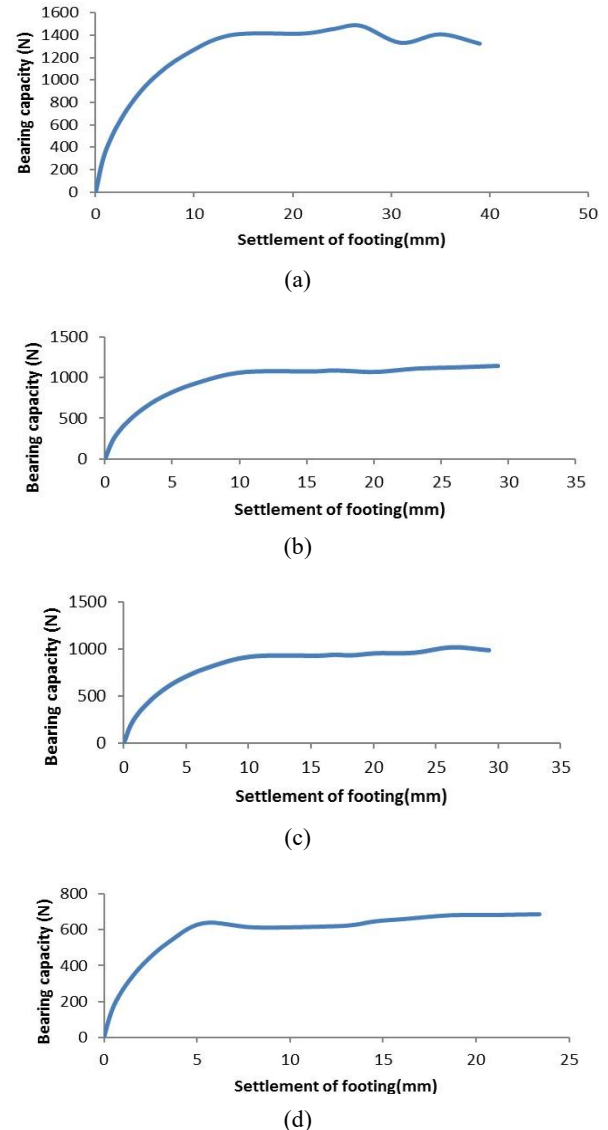 1600
1400
1200
1000
800
600
400
200
0
Bearing capacity (N)
0 10 20 30 40 50
Settlement of footing(mm)
(a)
1500
1000
500
0
Bearing capacity (N)
0 5 10 15 20 25 30 35
Settlement of footing(mm)
(b)
1500
1000
500
0
Bearing capacity (N)
0 5 10 15 20 25 30 35
Settlement of footing(mm)
(c)
800
600
400
200
0
Bearing capacity (N)
0 5 10 15 20 25
Settlement of footing(mm)
(d)